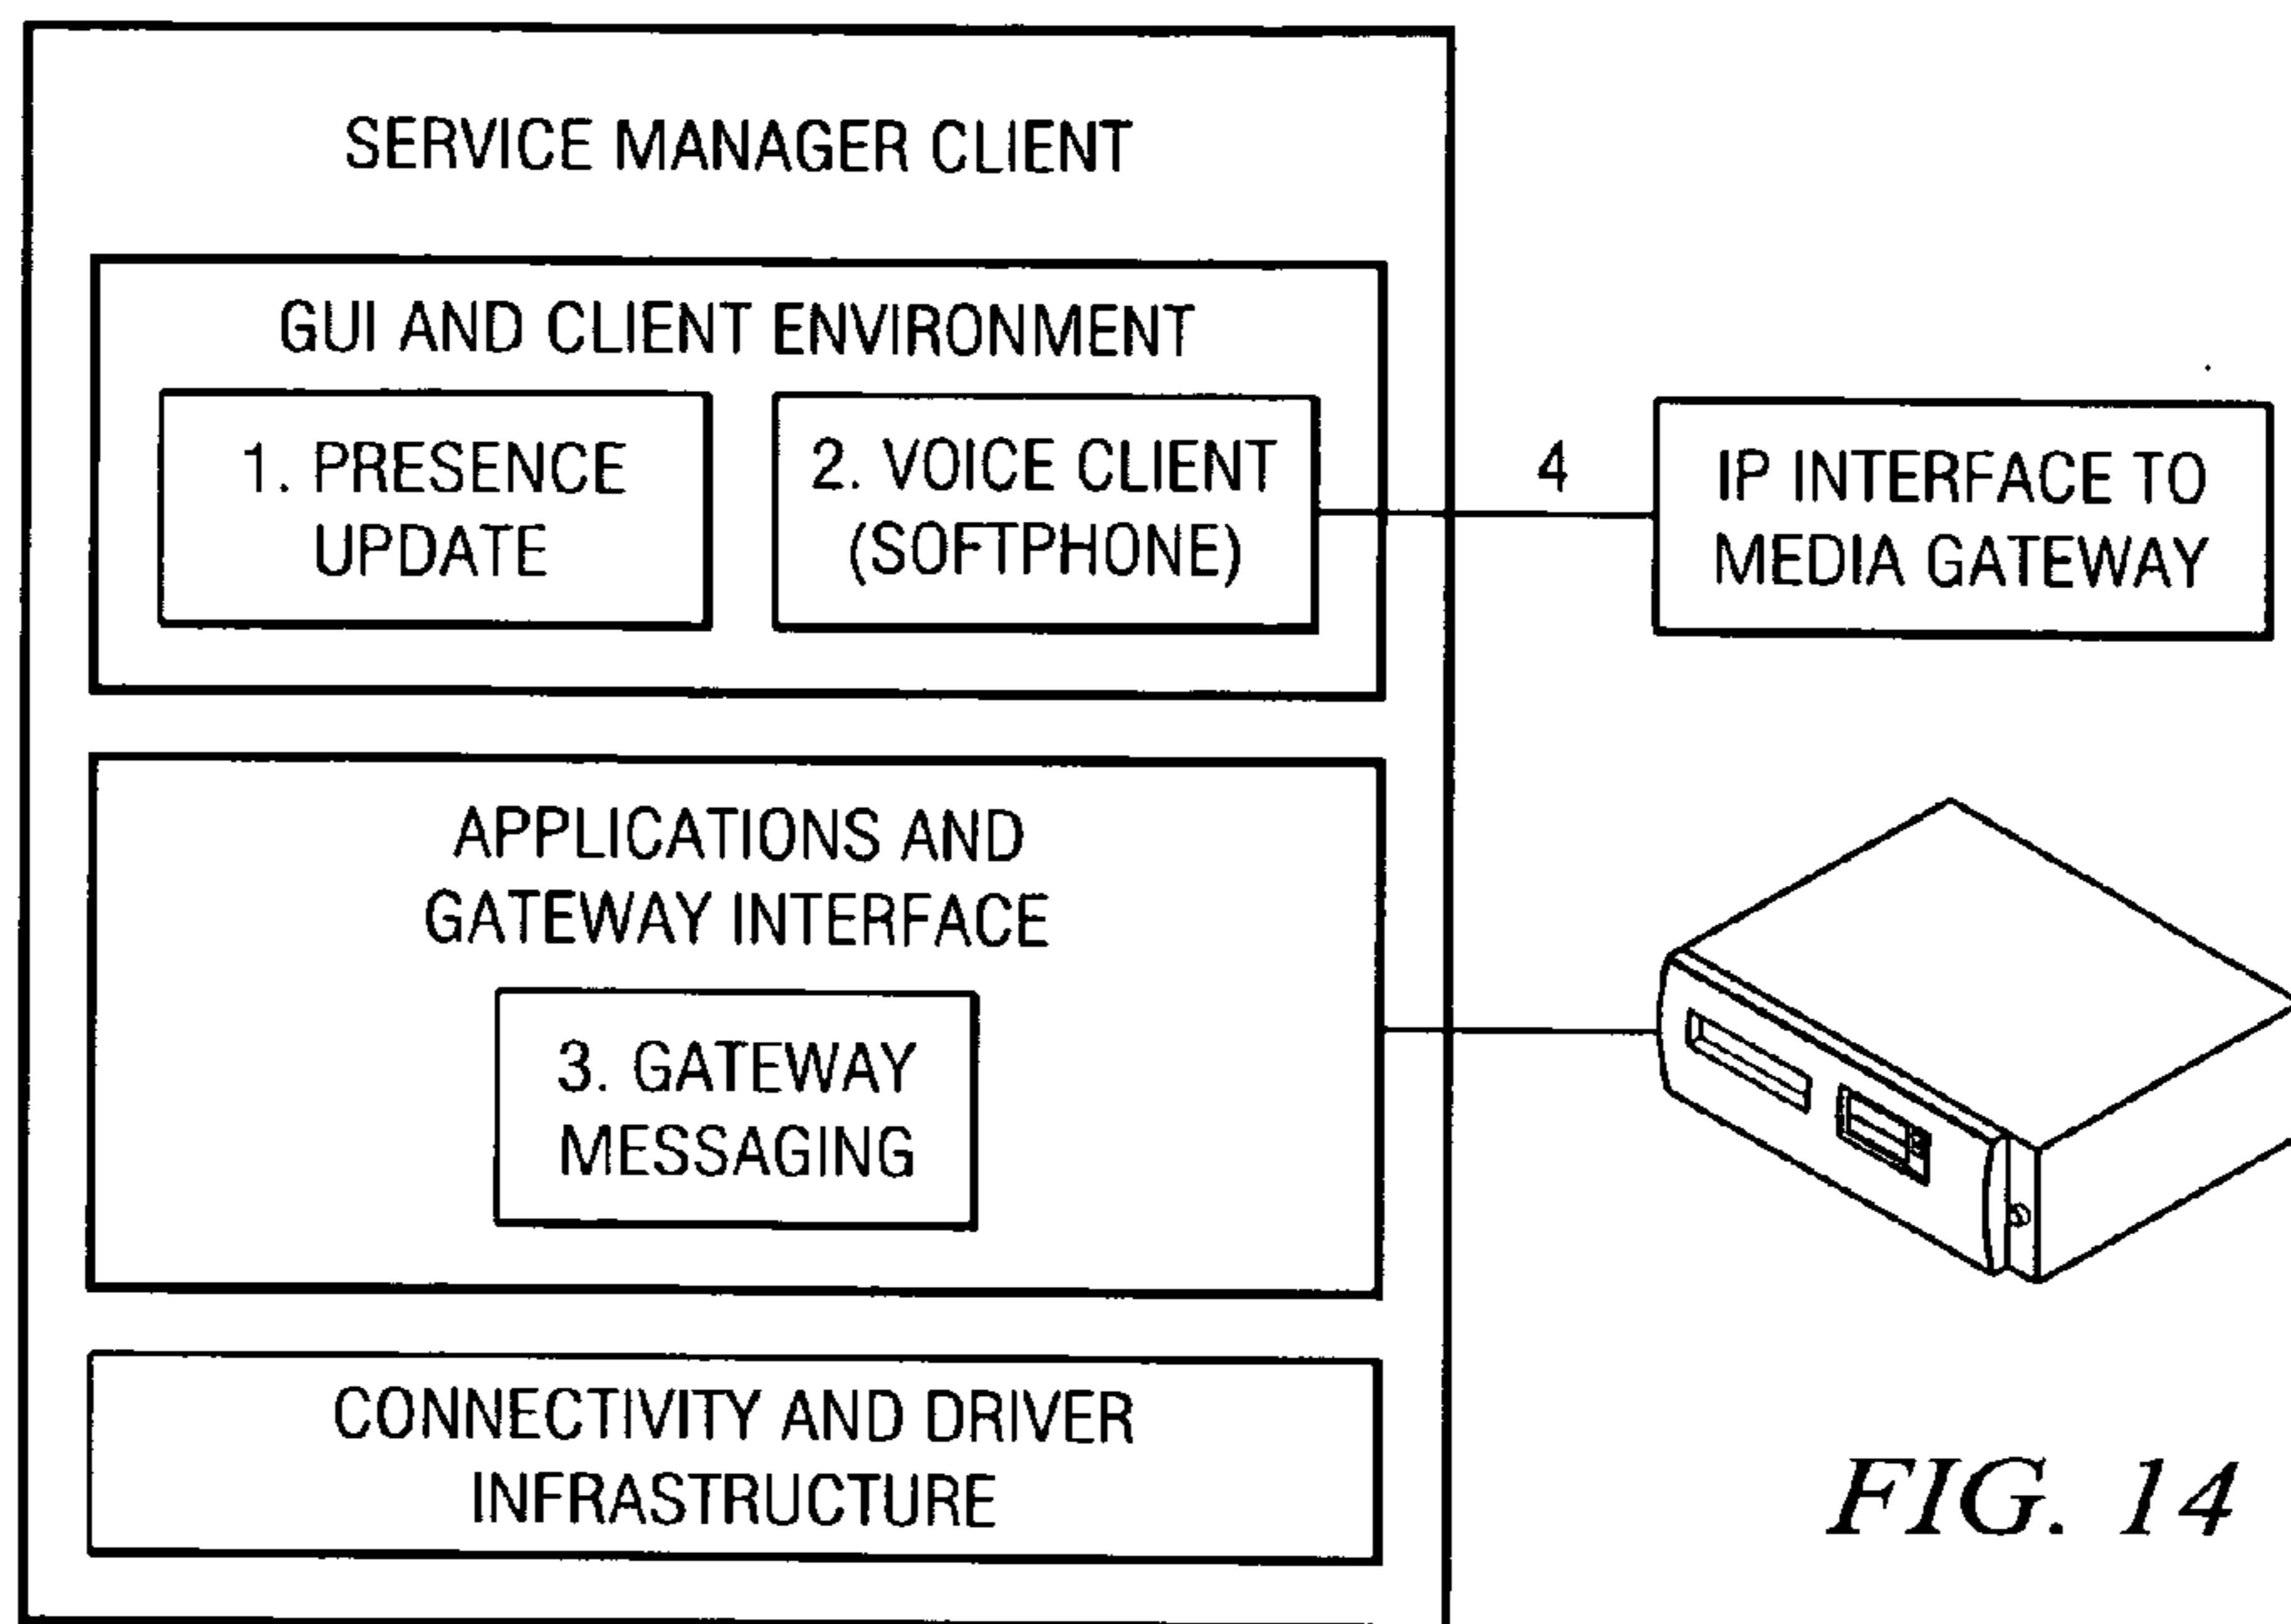 SERVICE MANAGER CLIENT
GUI AND CLIENT ENVIRONMENT
1. PRESENCE
UPDATE
2. VOICE CLIENT
(SOFTPHONE)
4
IP INTERFACE TO
MEDIA GATEWAY
APPLICATIONS AND
GATEWAY INTERFACE
3. GATEWAY
MESSAGING
CONNECTIVITY AND DRIVER
INFRASTRUCTURE
FIG. 14